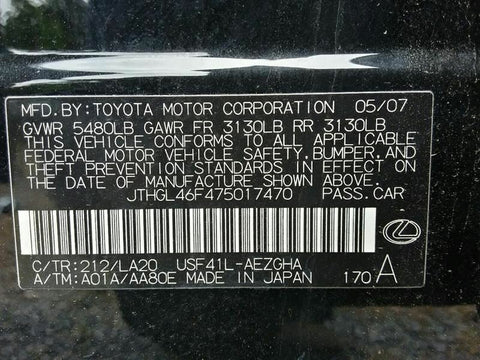 MFD.BY:TOYOTA MOTOR CORPORATION 05/07
GVWR 5480LB GAWR FR 3130LB RR 3130LB
THIS VEHICLE CONFORMS TO ALL APPLICABLE
FEDERAL MOTOR VEHICLE SAFETY, BUMPER, AND
THEFT PREVENTION STANDARDS IN EFFECT ON
THE DATE OF MANUFACTURE SHOWN ABOVE.
JTHGL46F475017470 PASS.CAR
C/TR:212/LA20 USF41L-AEZGHA
A/TM:A01A/AA80E MADE IN JAPAN 170 A